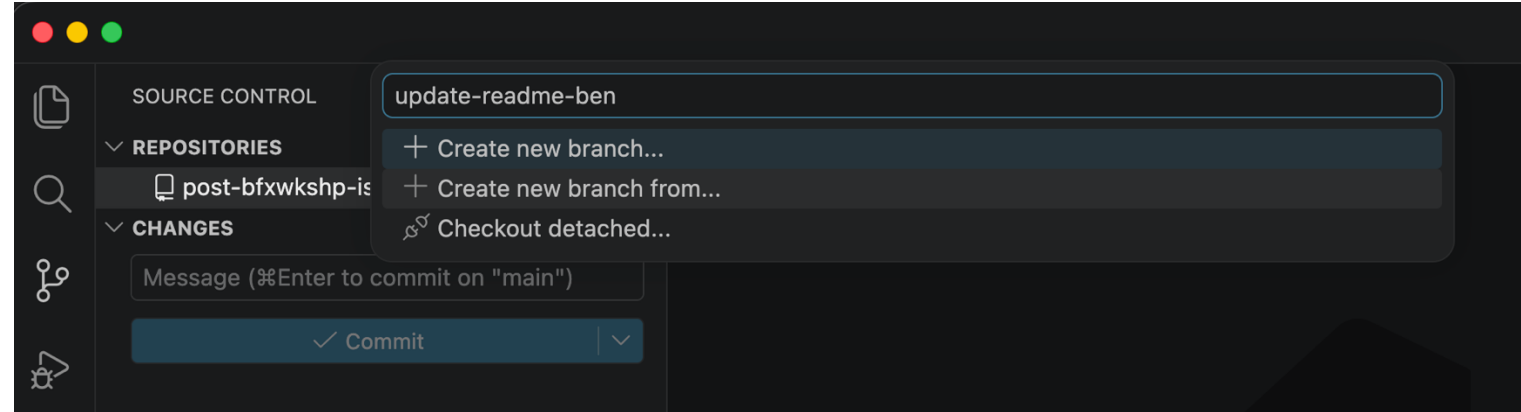 SOURCE CONTROL
update-readme-ben
Create new branch...
Create new branch from...
Checkout detached...
REPOSITORIES
post-bfxwkshp-is
CHANGES
Message (⌘Enter to commit on "main")
Commit